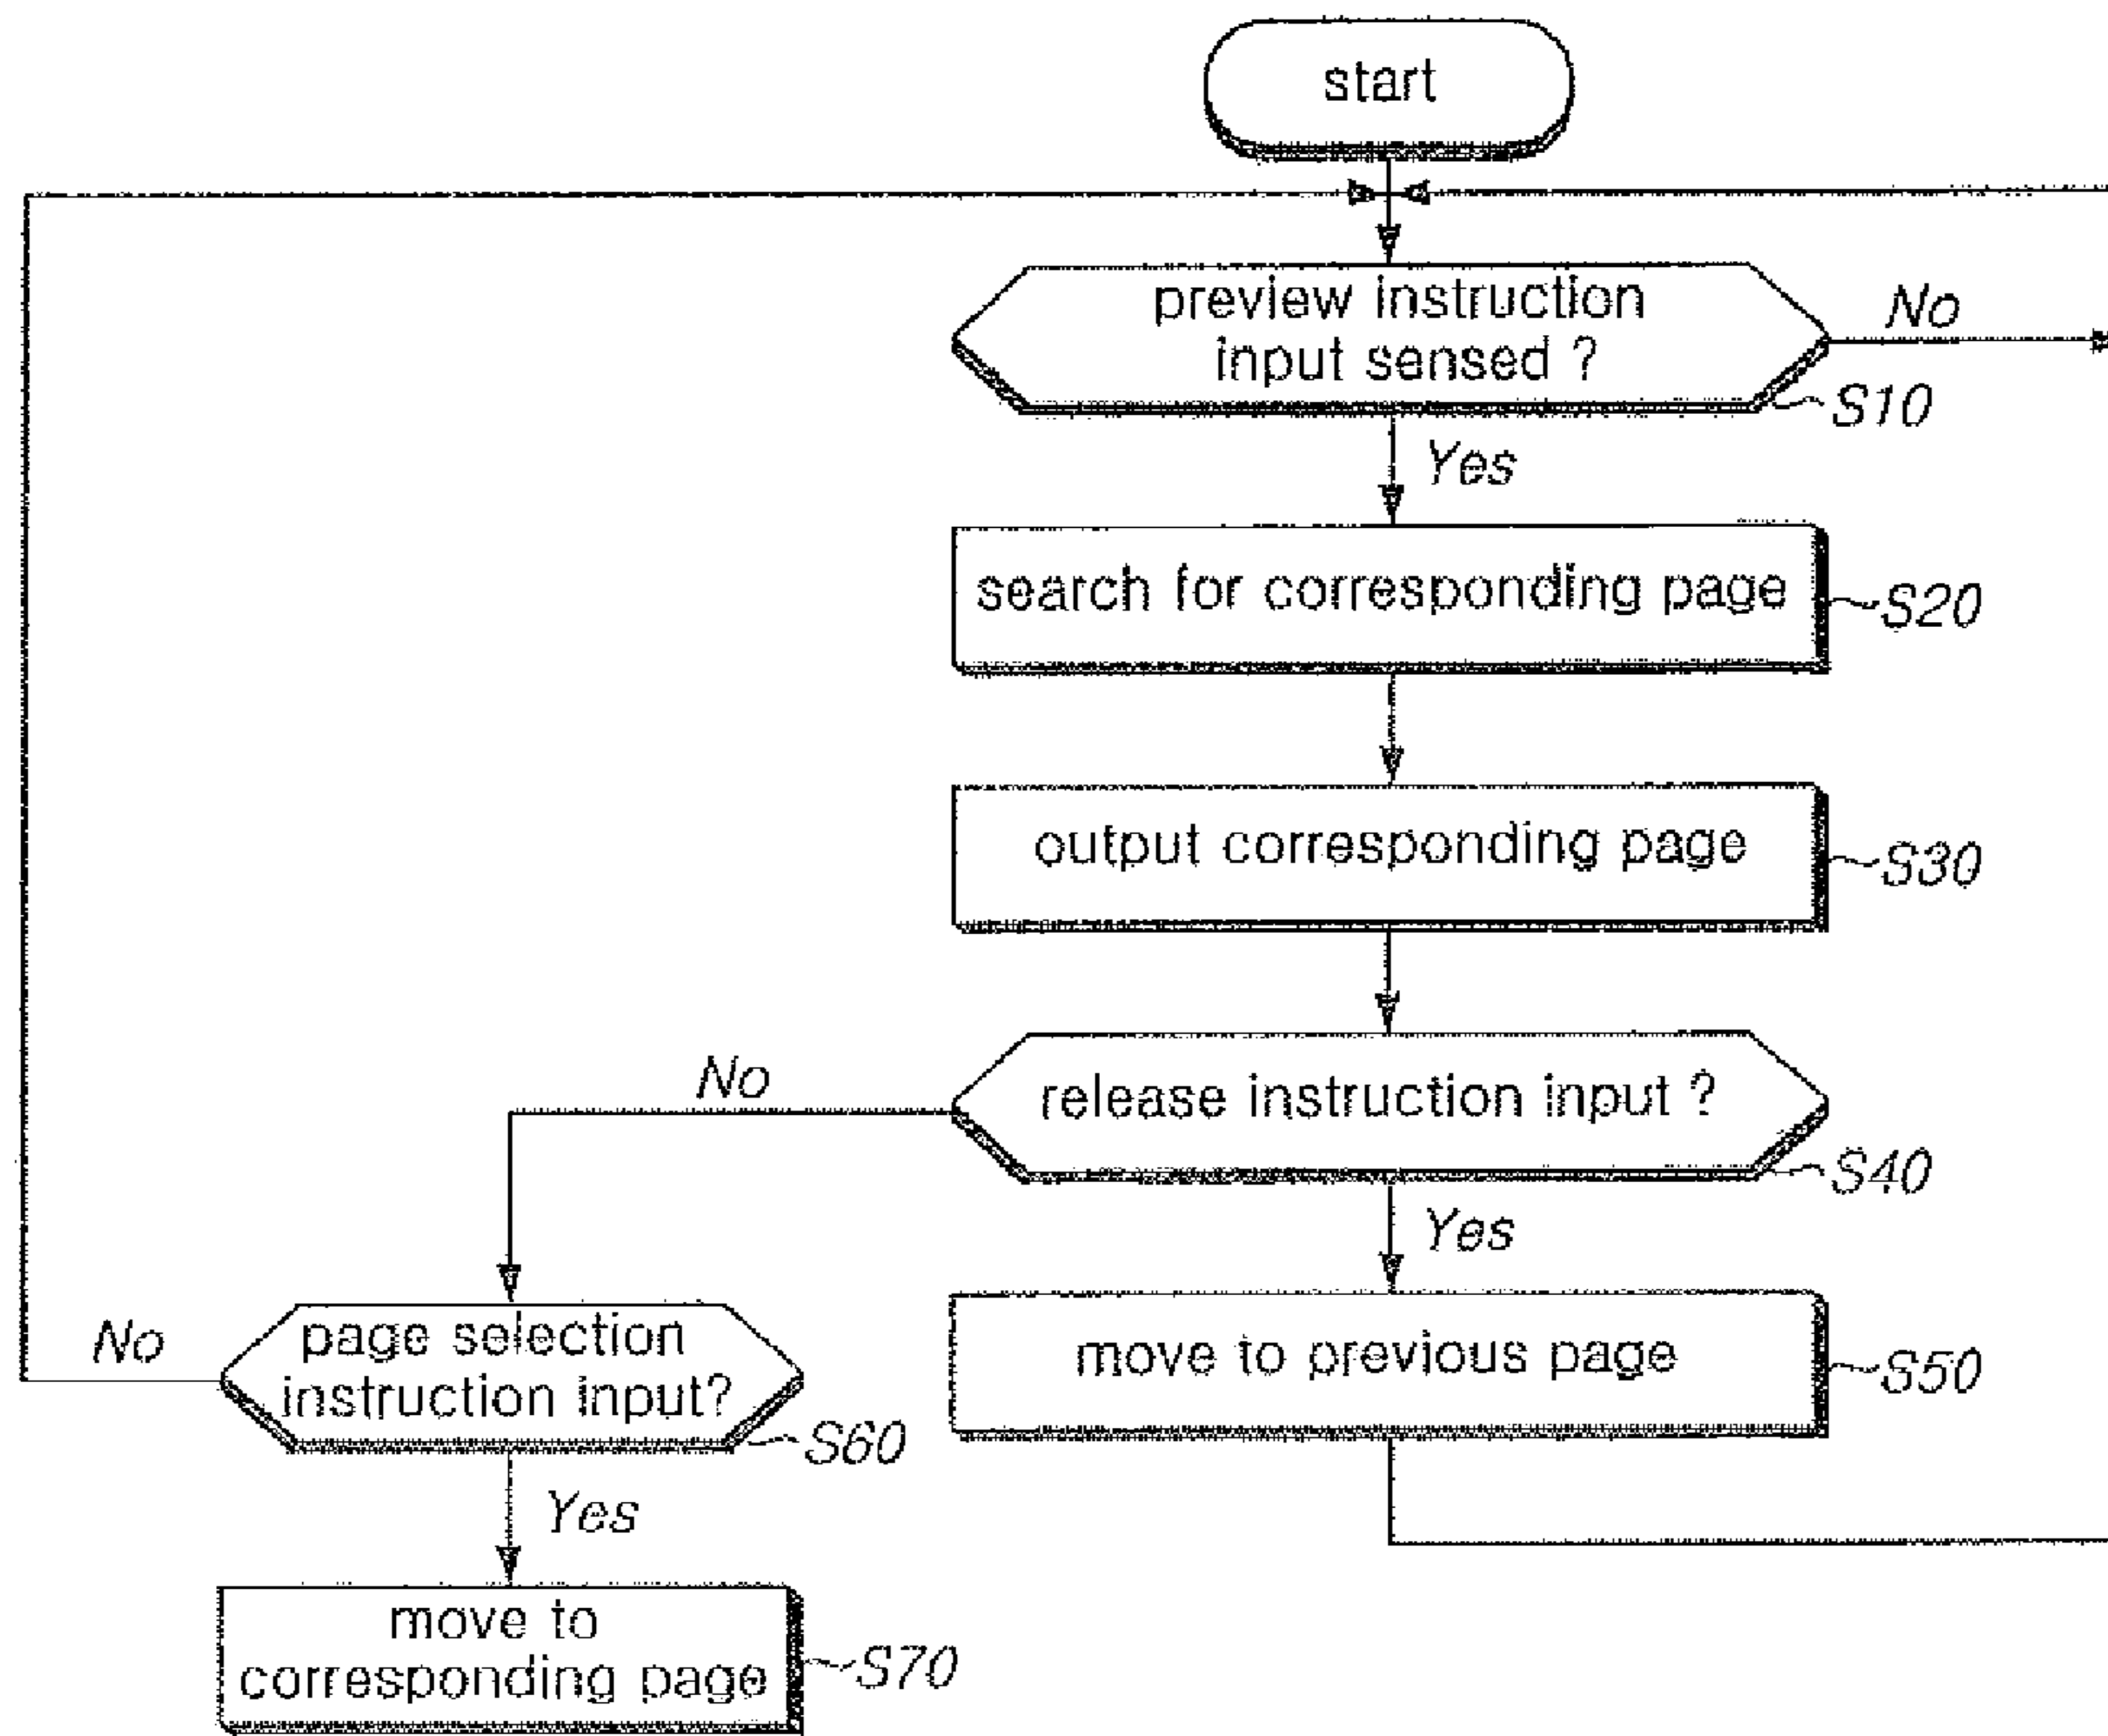 start
preview instruction
input sensed ?
No
S10
Yes
search for corresponding page
S20
output corresponding page
S30
release instruction input ?
No
S40
Yes
move to previous page
S50
page selection
instruction input?
No
S60
Yes
move to
corresponding page
S70